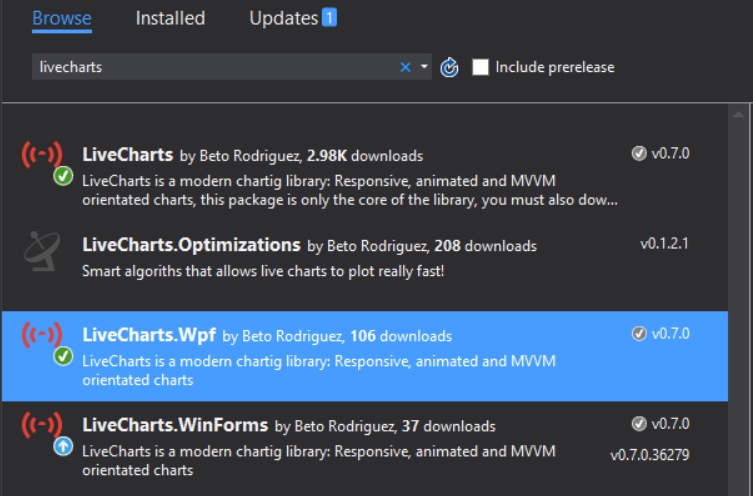 Browse Installed Updates 1
livecharts Include prerelease
LiveCharts by Beto Rodriguez, 2.98K downloads v0.7.0
LiveCharts is a modern chartig library: Responsive, animated and MVVM
orientated charts, this package is only the core of the library, you must also dow...
LiveCharts.Optimizations by Beto Rodriguez, 208 downloads v0.1.2.1
Smart algoriths that allows live charts to plot really fast!
LiveCharts.Wpf by Beto Rodriguez, 106 downloads v0.7.0
LiveCharts is a modern chartig library: Responsive, animated and MVVM
orientated charts
LiveCharts.WinForms by Beto Rodriguez, 37 downloads v0.7.0
LiveCharts is a modern chartig library: Responsive, animated and MVVM v0.7.0.36279
orientated charts